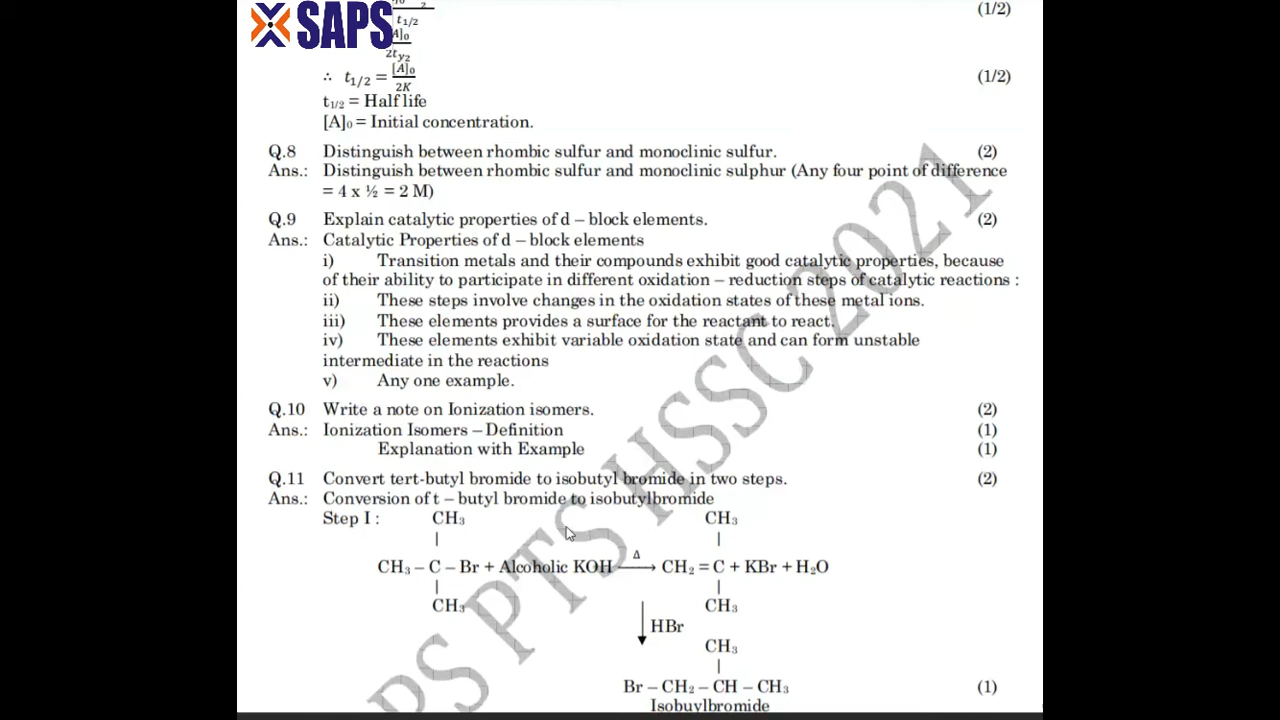 SAPS
(1/2)
t1/2
A]₀
2ty2
∴ t1/2 = [A]₀/2K (1/2)
t1/2 = Half life
[A]₀ = Initial concentration.
Q.8 Distinguish between rhombic sulfur and monoclinic sulfur. (2)
Ans.: Distinguish between rhombic sulfur and monoclinic sulphur (Any four point of difference
= 4 x ½ = 2 M)
Q.9 Explain catalytic properties of d – block elements. (2)
Ans.: Catalytic Properties of d – block elements
i) Transition metals and their compounds exhibit good catalytic properties, because
of their ability to participate in different oxidation – reduction steps of catalytic reactions :
ii) These steps involve changes in the oxidation states of these metal ions.
iii) These elements provides a surface for the reactant to react.
iv) These elements exhibit variable oxidation state and can form unstable
intermediate in the reactions
v) Any one example.
Q.10 Write a note on Ionization isomers. (2)
Ans.: Ionization Isomers – Definition (1)
Explanation with Example (1)
Q.11 Convert tert-butyl bromide to isobutyl bromide in two steps. (2)
Ans.: Conversion of t – butyl bromide to isobutylbromide
Step I : CH₃ CH₃
| |
CH₃ – C – Br + Alcoholic KOH —Δ→ CH₂ = C + KBr + H₂O
| |
CH₃ CH₃
HBr
CH₃
|
Br – CH₂ – CH – CH₃ (1)
Isobuylbromide
PS PTS HSSC 2021